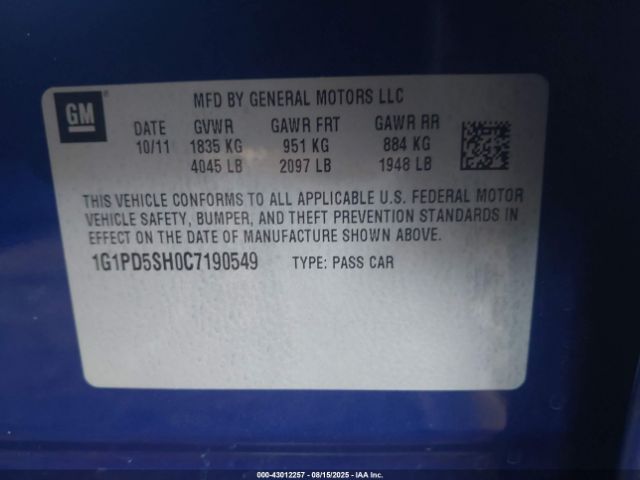 GM®
MFD BY GENERAL MOTORS LLC
DATE GVWR GAWR FRT GAWR RR
10/11 1835 KG 951 KG 884 KG
4045 LB 2097 LB 1948 LB
THIS VEHICLE CONFORMS TO ALL APPLICABLE U.S. FEDERAL MOTOR
VEHICLE SAFETY, BUMPER, AND THEFT PREVENTION STANDARDS IN
EFFECT ON THE DATE OF MANUFACTURE SHOWN ABOVE.
1G1PD5SH0C7190549 TYPE: PASS CAR
000-43012257 - 08/15/2025 - IAA Inc.